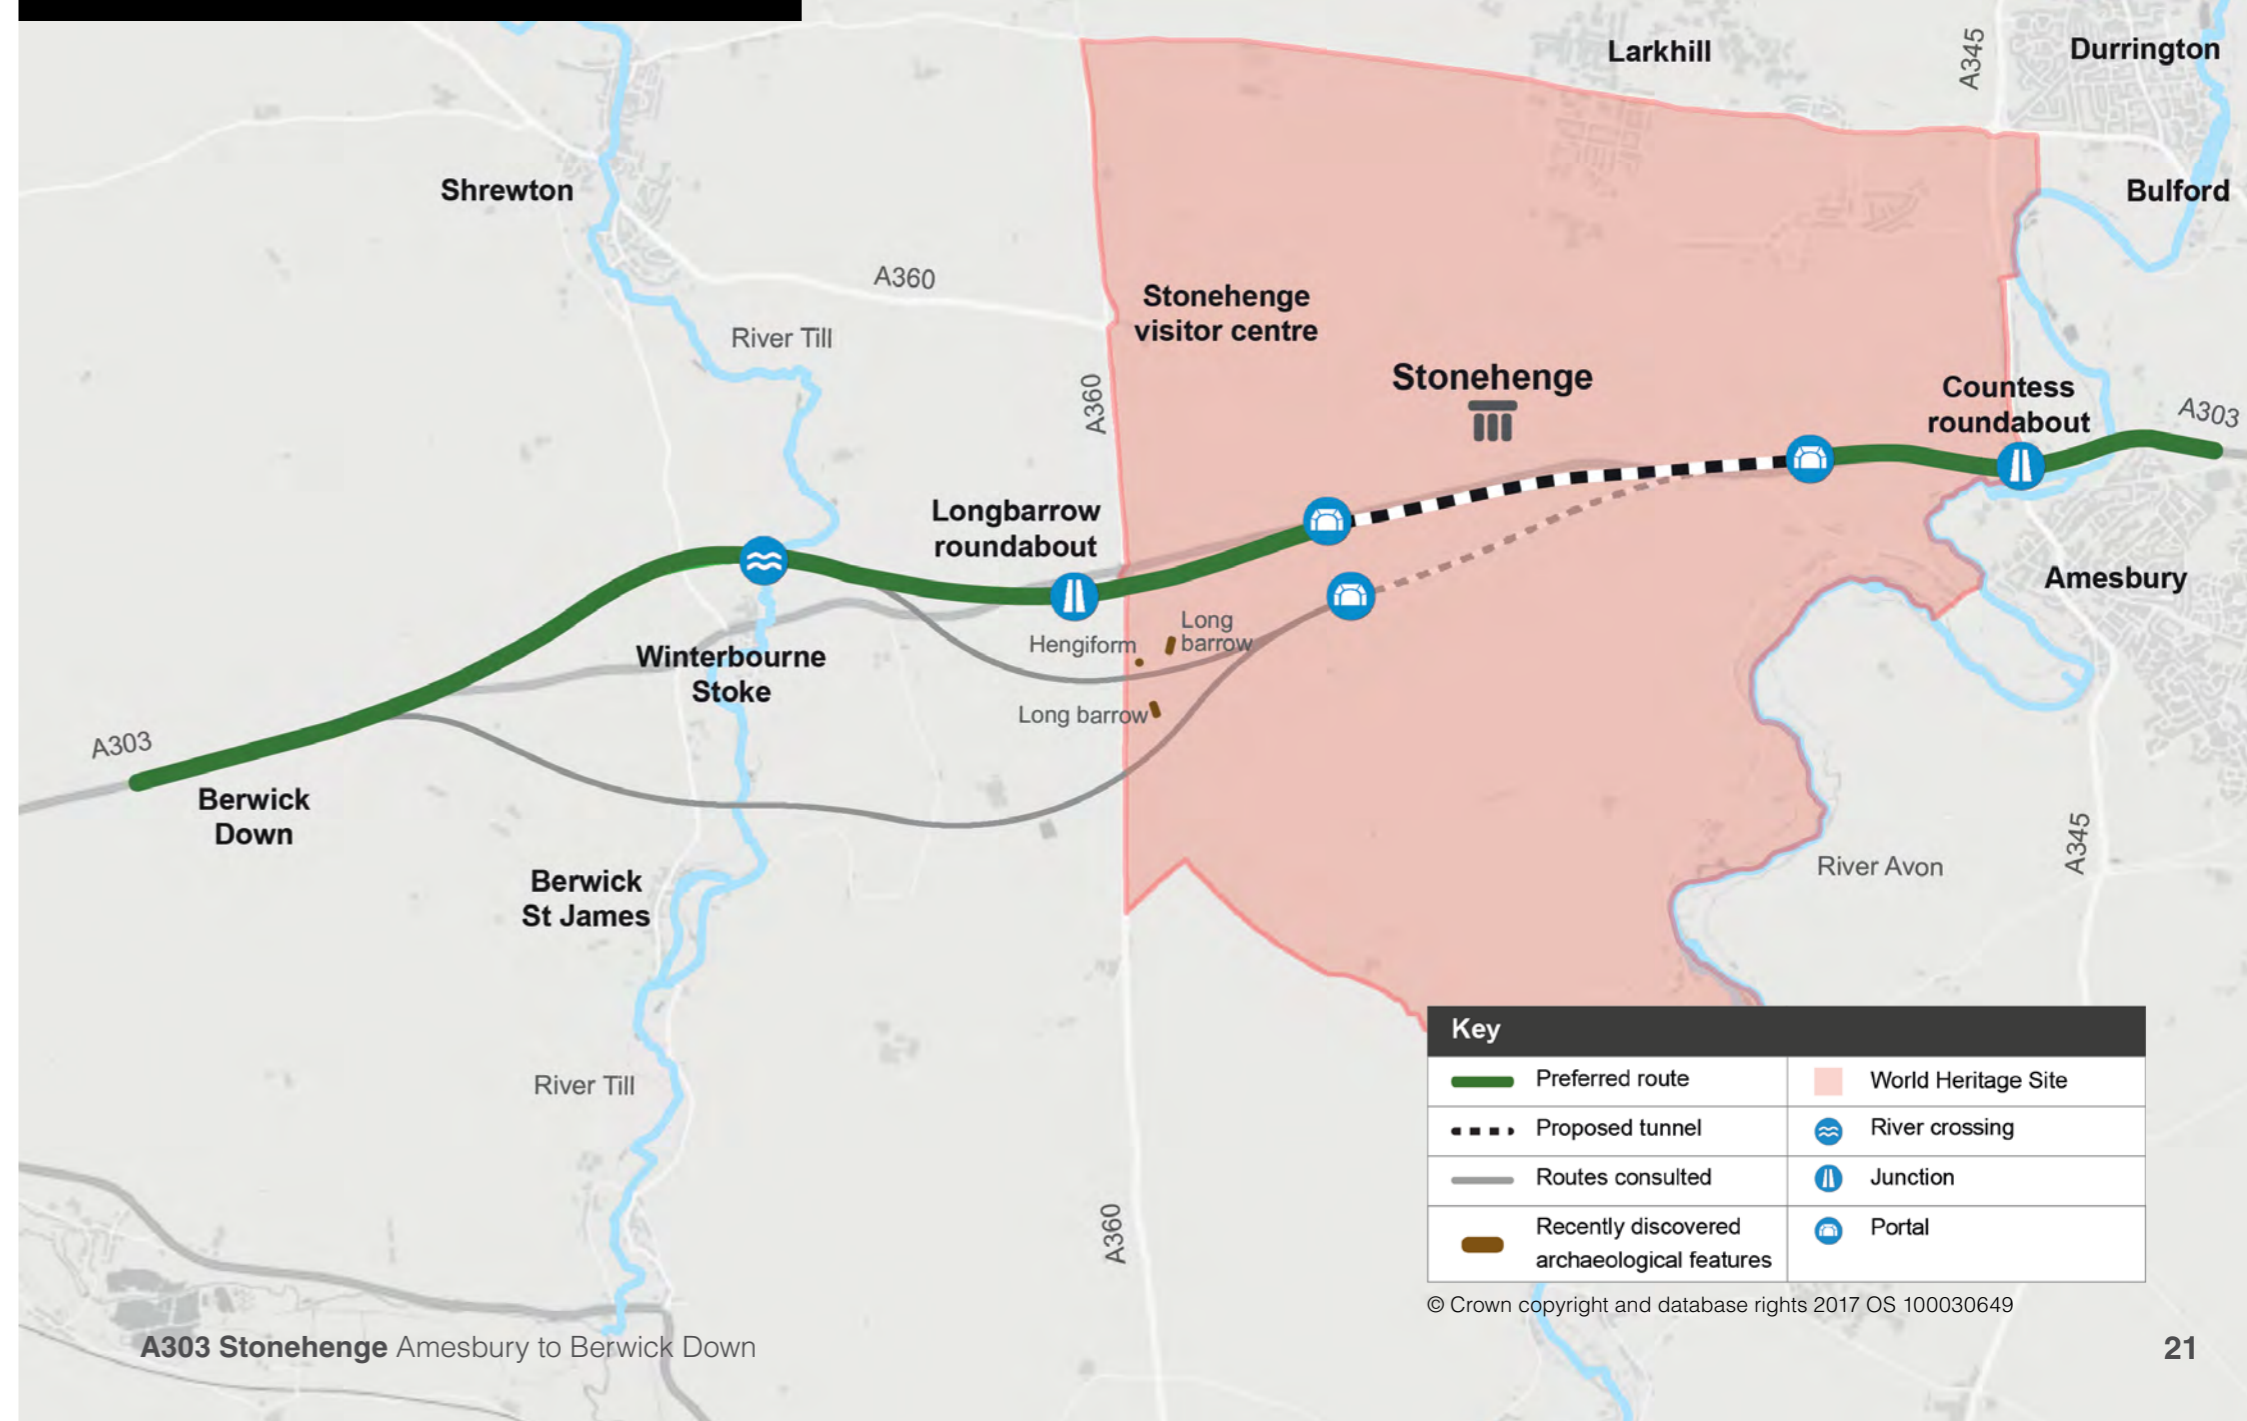 Larkhill
A345
Durrington
Shrewton
Bulford
A360
Stonehenge
visitor centre
River Till
A360
Stonehenge
Countess
roundabout
A303
Longbarrow
roundabout
Amesbury
Hengiform
Long
barrow
Winterbourne
Stoke
Long barrow
A303
Berwick
Down
Berwick
St James
A345
River Avon
River Till
A360
Key
Preferred route
World Heritage Site
Proposed tunnel
River crossing
Routes consulted
Junction
Recently discovered
archaeological features
Portal
© Crown copyright and database rights 2017 OS 100030649
A303 Stonehenge Amesbury to Berwick Down
21